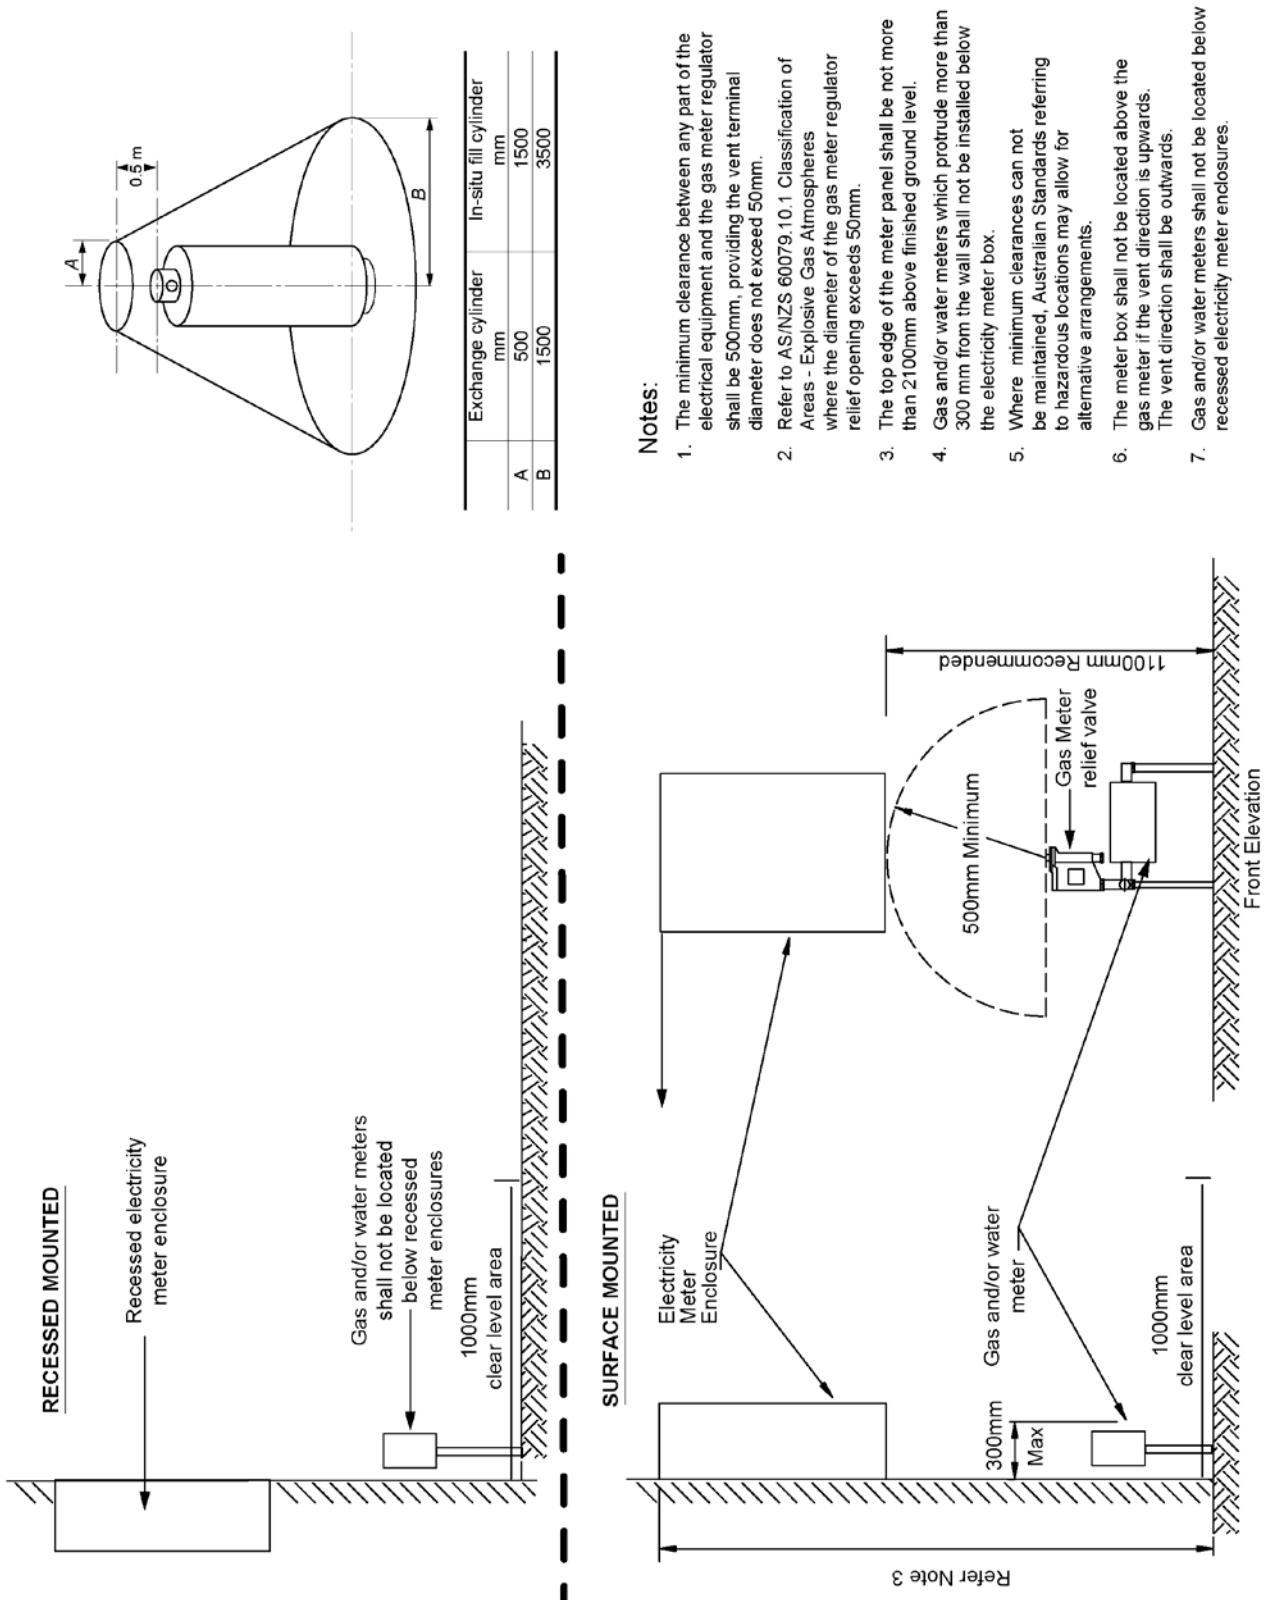 RECESSED MOUNTED
Recessed electricity
meter enclosure
Gas and/or water meters
shall not be located
below recessed
meter enclosures
1000mm
clear level area
A
0.5 m
B
Exchange cylinder In-situ fill cylinder
mm mm
A 500 1500
B 1500 3500
SURFACE MOUNTED
Refer Note 3
Electricity
Meter
Enclosure
300mm
Max
Gas and/or water
meter
1000mm
clear level area
500mm Minimum
Gas Meter
relief valve
1100mm Recommended
Front Elevation
Notes:
1. The minimum clearance between any part of the
electrical equipment and the gas meter regulator
shall be 500mm, providing the vent terminal
diameter does not exceed 50mm.
2. Refer to AS/NZS 60079.10.1 Classification of
Areas - Explosive Gas Atmospheres
where the diameter of the gas meter regulator
relief opening exceeds 50mm.
3. The top edge of the meter panel shall be not more
than 2100mm above finished ground level.
4. Gas and/or water meters which protrude more than
300 mm from the wall shall not be installed below
the electricity meter box.
5. Where minimum clearances can not
be maintained, Australian Standards referring
to hazardous locations may allow for
alternative arrangements.
6. The meter box shall not be located above the
gas meter if the vent direction is upwards.
The vent direction shall be outwards.
7. Gas and/or water meters shall not be located below
recessed electricity meter enclosures.